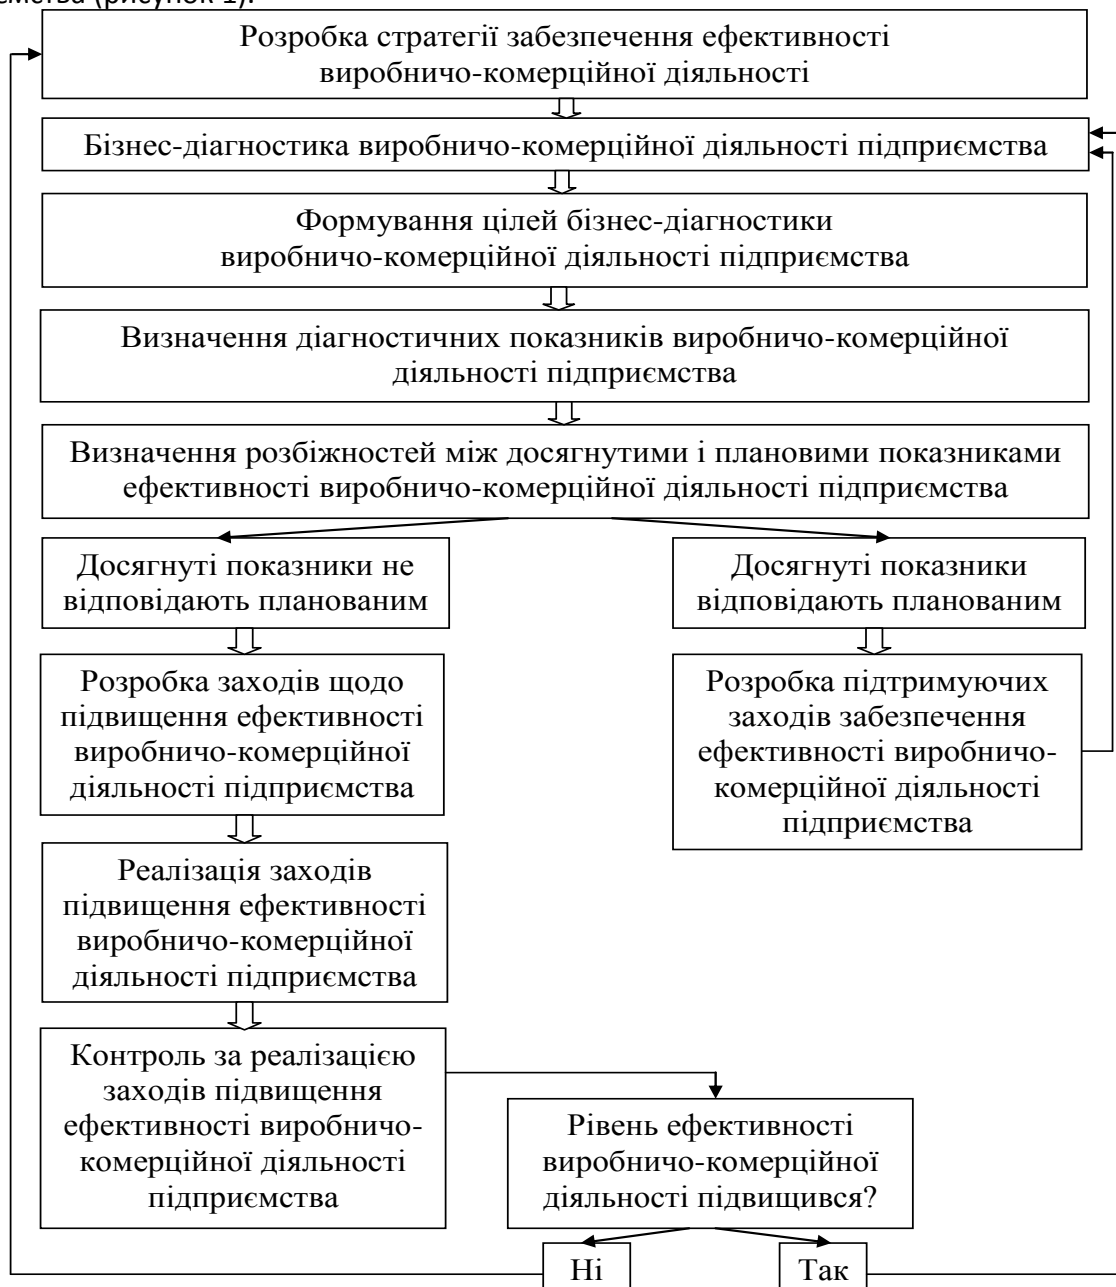 (рисунок 1).
Розробка стратегії забезпечення ефективності
виробничо-комерційної діяльності
Бізнес-діагностика виробничо-комерційної діяльності підприємства
Формування цілей бізнес-діагностики
виробничо-комерційної діяльності підприємства
Визначення діагностичних показників виробничо-комерційної
діяльності підприємства
Визначення розбіжностей між досягнутими і плановими показниками
ефективності виробничо-комерційної діяльності підприємства
Досягнуті показники не
відповідають планованим
Досягнуті показники
відповідають планованим
Розробка заходів щодо
підвищення ефективності
виробничо-комерційної
діяльності підприємства
Розробка підтримуючих
заходів забезпечення
ефективності виробничо-
комерційної діяльності
підприємства
Реалізація заходів
підвищення ефективності
виробничо-комерційної
діяльності підприємства
Контроль за реалізацією
заходів підвищення
ефективності виробничо-
комерційної діяльності
підприємства
Рівень ефективності
виробничо-комерційної
діяльності підвищився?
Ні
Так